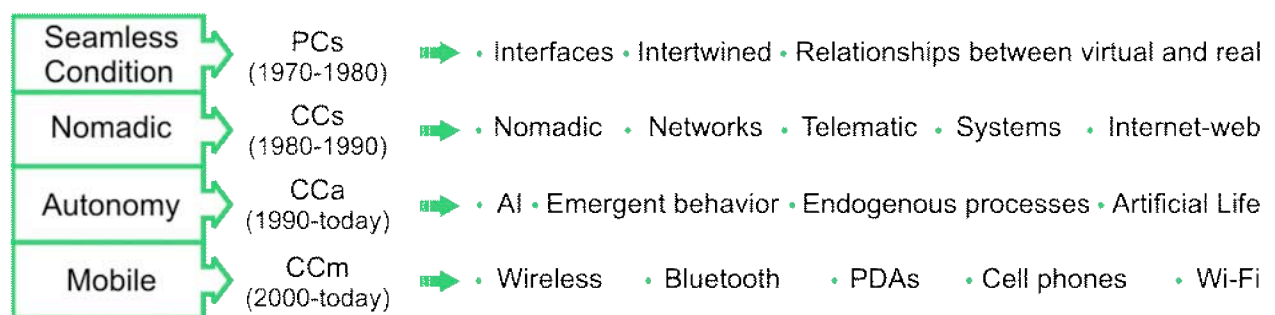 Seamless Condition PCs (1970-1980) • Interfaces • Intertwined • Relationships between virtual and real
Nomadic CCs (1980-1990) • Nomadic • Networks • Telematic • Systems • Internet-web
Autonomy CCa (1990-today) • AI • Emergent behavior • Endogenous processes • Artificial Life
Mobile CCm (2000-today) • Wireless • Bluetooth • PDAs • Cell phones • Wi-Fi